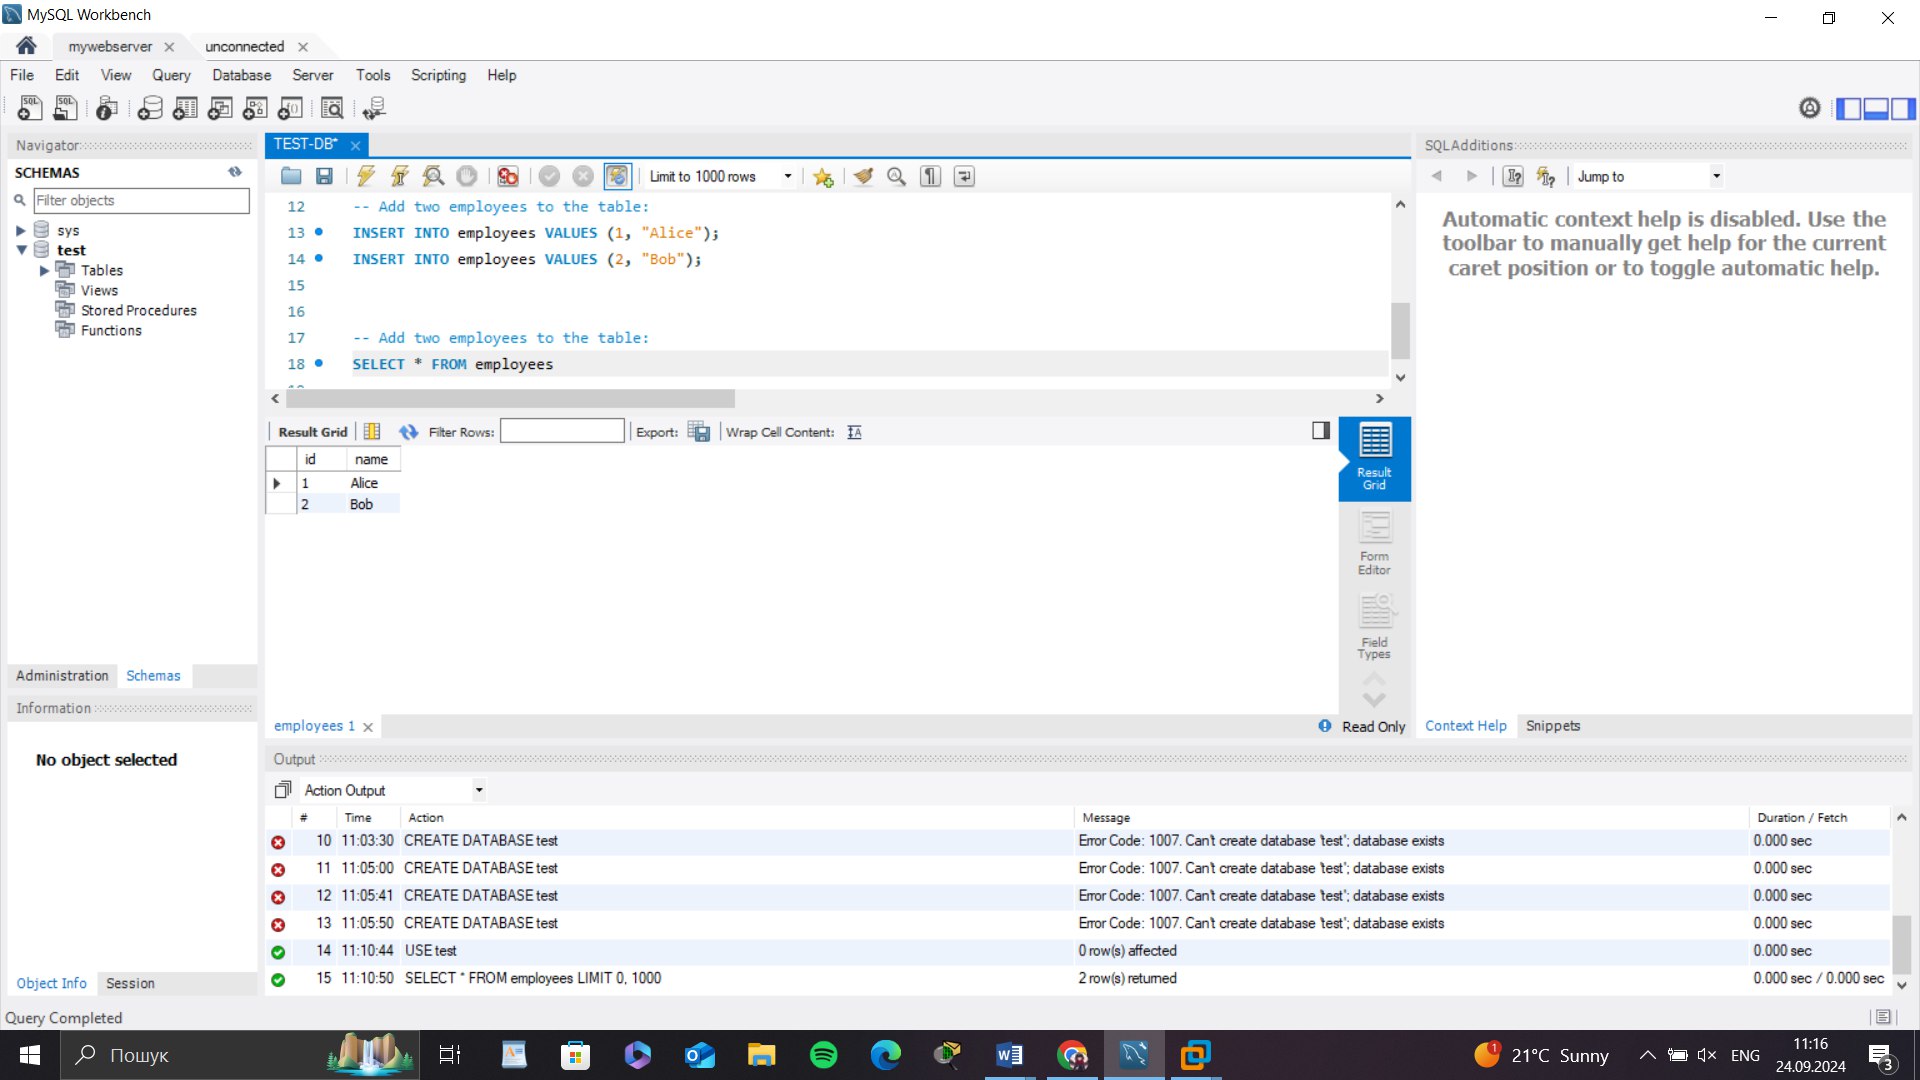 MySQL Workbench
mywebserver
unconnected
File Edit View Query Database Server Tools Scripting Help
Navigator
SCHEMAS
Filter objects
sys
test
Tables
Views
Stored Procedures
Functions
Administration Schemas
Information
No object selected
Object Info Session
Query Completed
TEST-DB*
Limit to 1000 rows
12 -- Add two employees to the table:
13 INSERT INTO employees VALUES (1, "Alice");
14 INSERT INTO employees VALUES (2, "Bob");
15
16
17 -- Add two employees to the table:
18 SELECT * FROM employees
Result Grid Filter Rows: Export: Wrap Cell Content:
id name
1 Alice
2 Bob
Result
Grid
Form
Editor
Field
Types
employees 1
Read Only
SQLAdditions
Jump to
Automatic context help is disabled. Use the
toolbar to manually get help for the current
caret position or to toggle automatic help.
Context Help Snippets
Output
Action Output
# Time Action Message Duration / Fetch
10 11:03:30 CREATE DATABASE test Error Code: 1007. Can't create database 'test'; database exists 0.000 sec
11 11:05:00 CREATE DATABASE test Error Code: 1007. Can't create database 'test'; database exists 0.000 sec
12 11:05:41 CREATE DATABASE test Error Code: 1007. Can't create database 'test'; database exists 0.000 sec
13 11:05:50 CREATE DATABASE test Error Code: 1007. Can't create database 'test'; database exists 0.000 sec
14 11:10:44 USE test 0 row(s) affected 0.000 sec
15 11:10:50 SELECT * FROM employees LIMIT 0, 1000 2 row(s) returned 0.000 sec / 0.000 sec
Пошук
1
21°C Sunny
ENG
11:16
24.09.2024
3